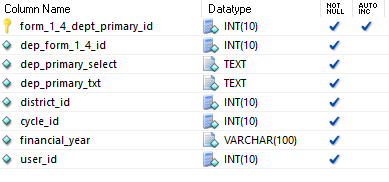 Column Name Datatype NOT NULL AUTO INC
form_1_4_dept_primary_id INT(10)
dep_form_1_4_id INT(10)
dep_primary_select TEXT
dep_primary_txt TEXT
district_id INT(10)
cycle_id INT(10)
financial_year VARCHAR(100)
user_id INT(10)